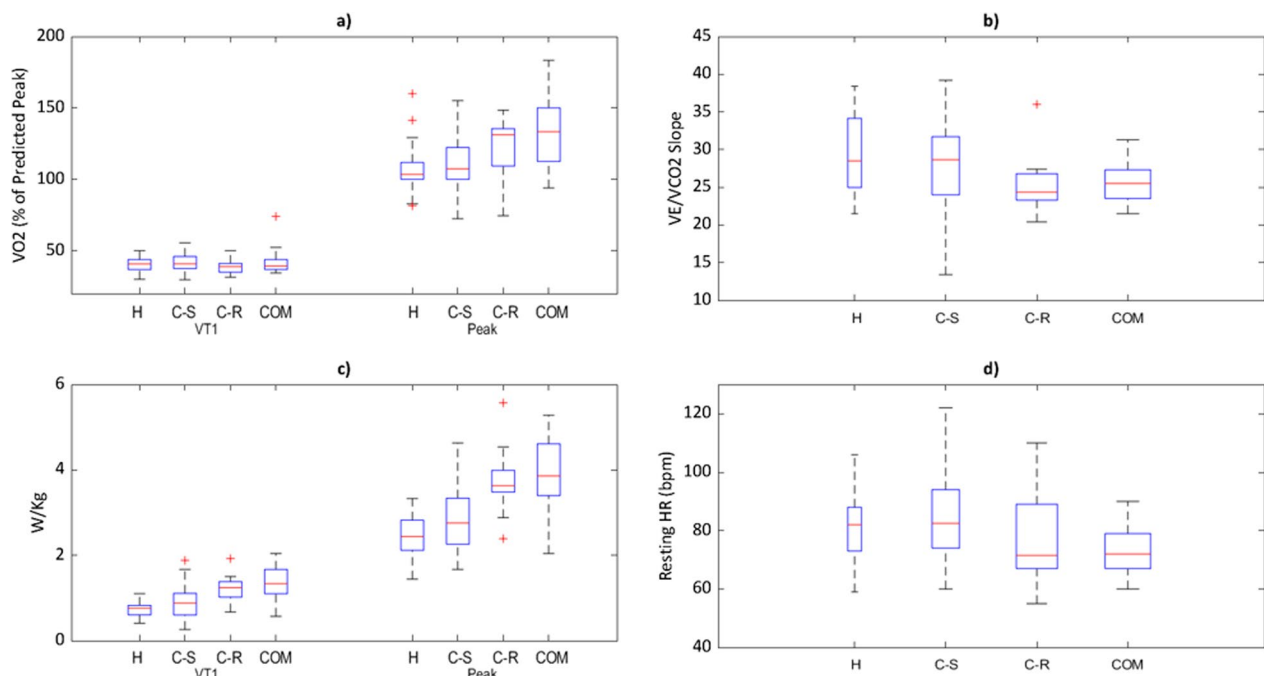 a)
VO2 (% of Predicted Peak)
200
150
100
50
H C-S C-R COM H C-S C-R COM
VT1 Peak
b)
VE/VCO2 Slope
45
40
35
30
25
20
15
10
H C-S C-R COM
c)
W/Kg
6
4
2
0
H C-S C-R COM H C-S C-R COM
VT1 Peak
d)
Resting HR (bpm)
120
100
80
60
40
H C-S C-R COM